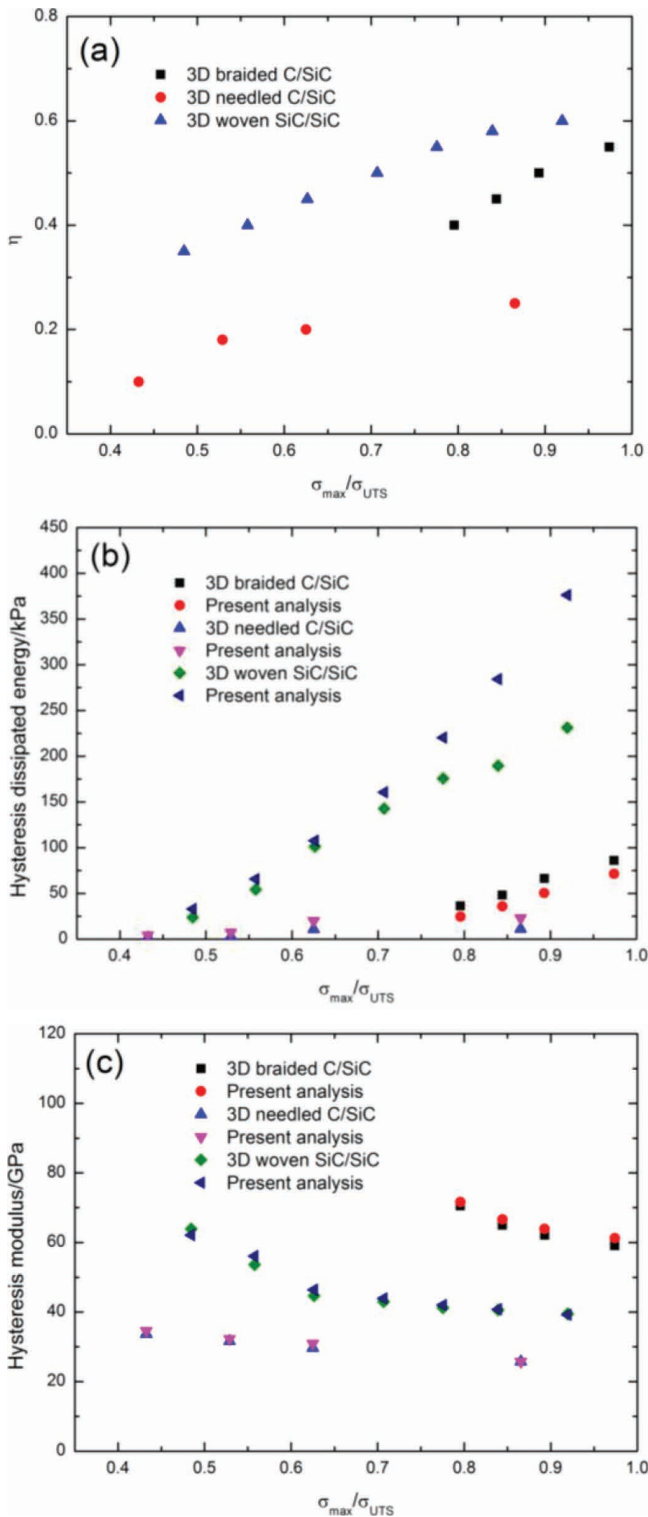 (a)
3D braided C/SiC
3D needled C/SiC
3D woven SiC/SiC
0.8
0.6
0.4
0.2
0.0
η
0.4 0.5 0.6 0.7 0.8 0.9 1.0
σmax/σUTS
(b)
3D braided C/SiC
Present analysis
3D needled C/SiC
Present analysis
3D woven SiC/SiC
Present analysis
450
400
350
300
250
200
150
100
50
0
Hysteresis dissipated energy/kPa
0.4 0.5 0.6 0.7 0.8 0.9 1.0
σmax/σUTS
(c)
3D braided C/SiC
Present analysis
3D needled C/SiC
Present analysis
3D woven SiC/SiC
Present analysis
120
100
80
60
40
20
0
Hysteresis modulus/GPa
0.4 0.5 0.6 0.7 0.8 0.9 1.0
σmax/σUTS